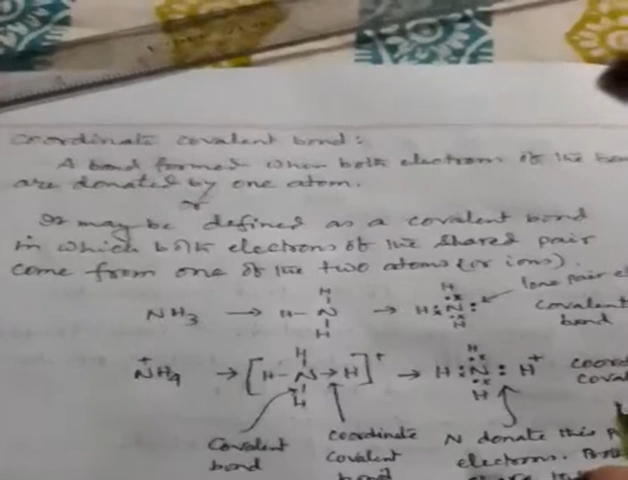 coordinate covalent bond:
A bond formed when both electrons of the
are donated by one atom.
or
It may be defined as a covalent bond
in which both electrons of the shared pair
come from one of the two atoms (or ions).
NH3 → H–N H H → H:N: H H lone pair
covalent bond
NH4+ → [H–N→H H H]+ → H:N: H+ H H
Covalent bond
coordinate covalent bond
N donate this
electrons.